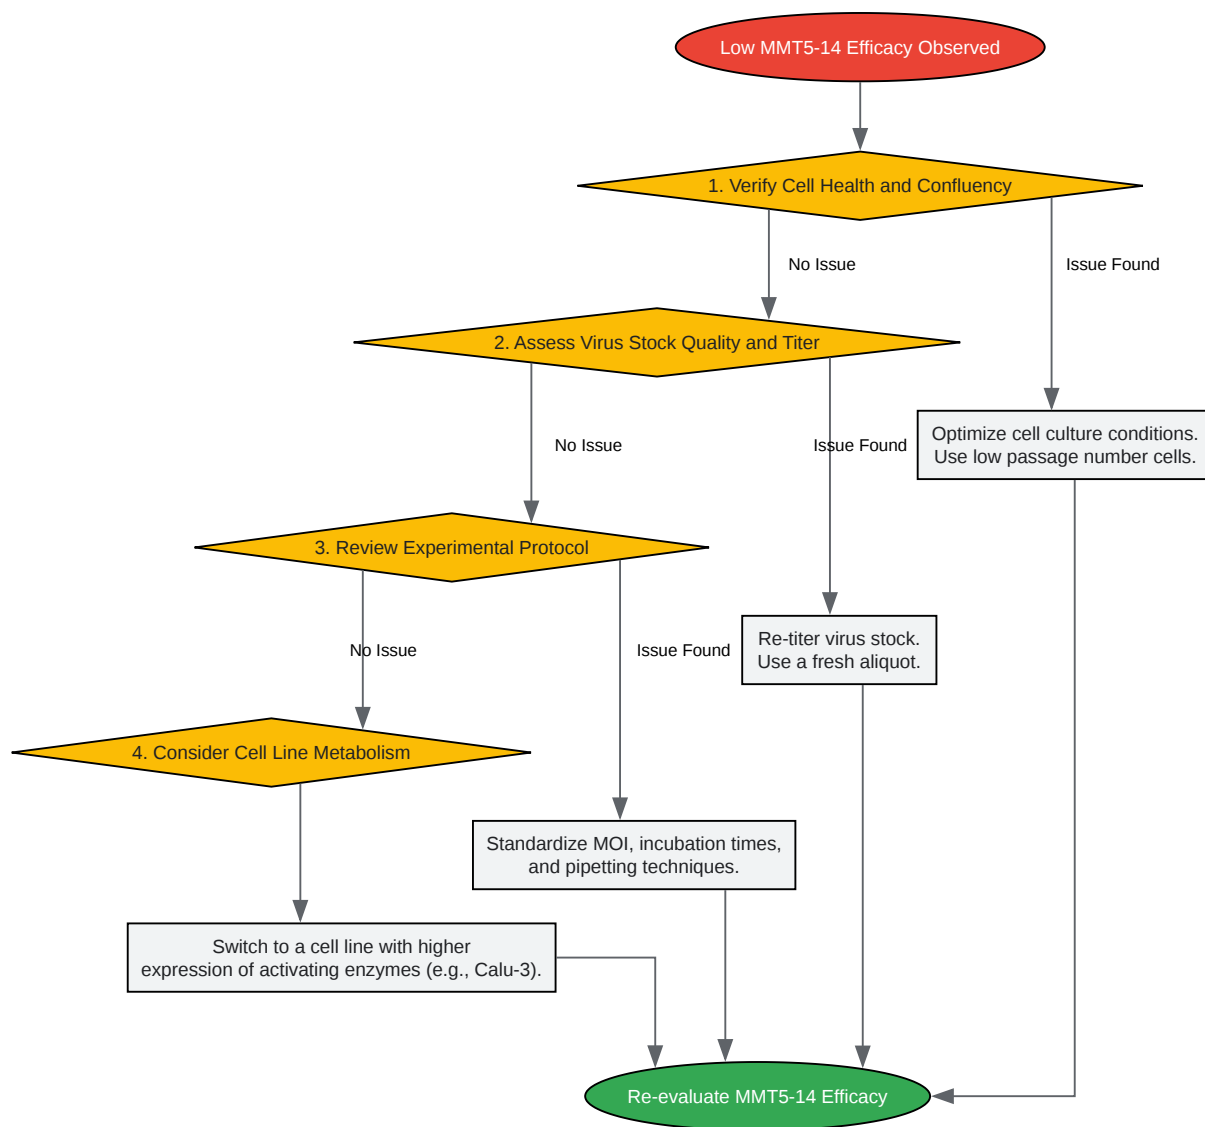 Low MMT5-14 Efficacy Observed
1. Verify Cell Health and Confluency
No Issue
Issue Found
2. Assess Virus Stock Quality and Titer
Optimize cell culture conditions.
Use low passage number cells.
No Issue
Issue Found
3. Review Experimental Protocol
Re-titer virus stock.
Use a fresh aliquot.
No Issue
Issue Found
4. Consider Cell Line Metabolism
Standardize MOI, incubation times,
and pipetting techniques.
Switch to a cell line with higher
expression of activating enzymes (e.g., Calu-3).
Re-evaluate MMT5-14 Efficacy